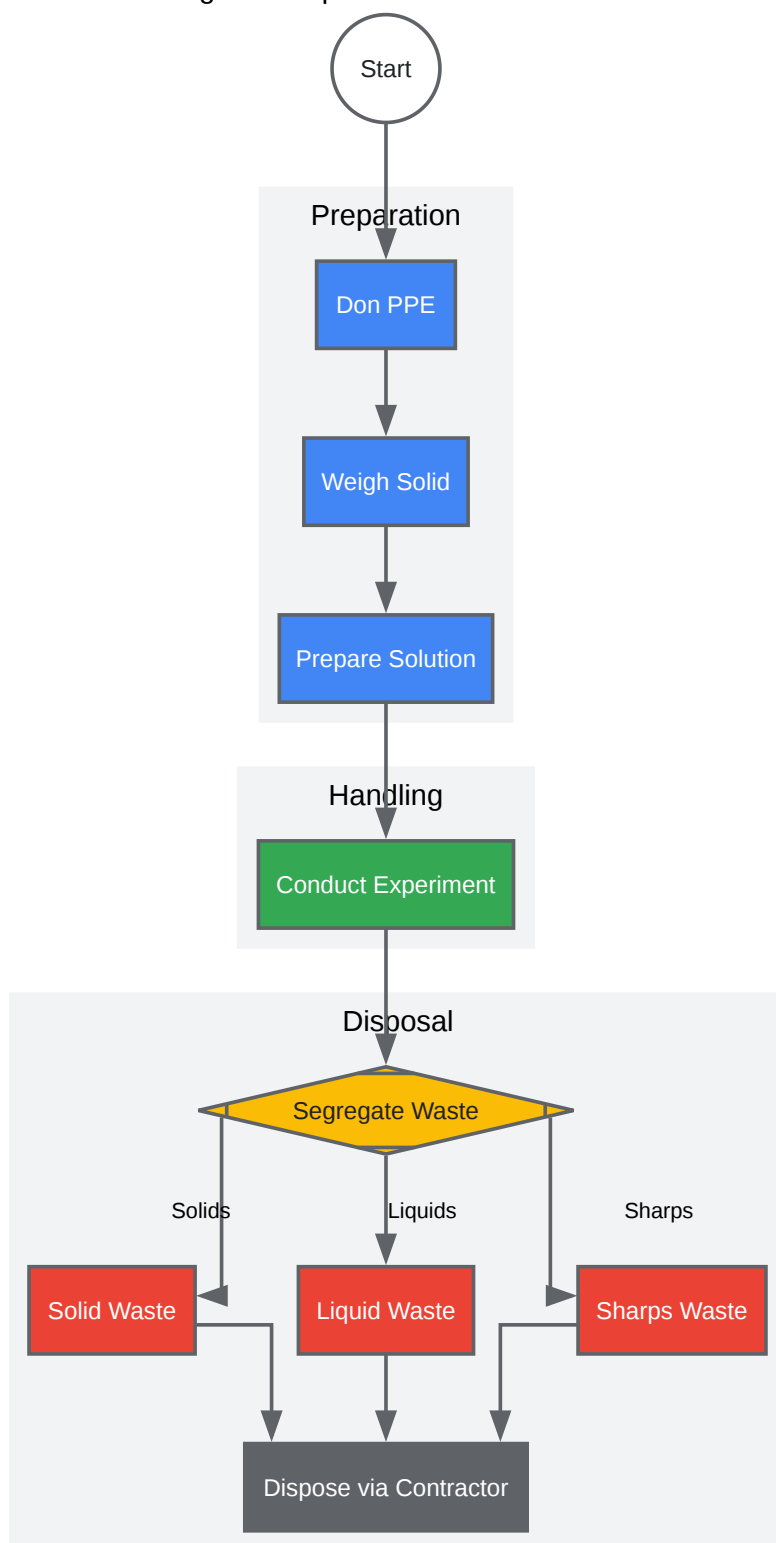 Start
Preparation
Don PPE
Weigh Solid
Prepare Solution
Handling
Conduct Experiment
Disposal
Segregate Waste
Solids
Liquids
Sharps
Solid Waste
Liquid Waste
Sharps Waste
Dispose via Contractor